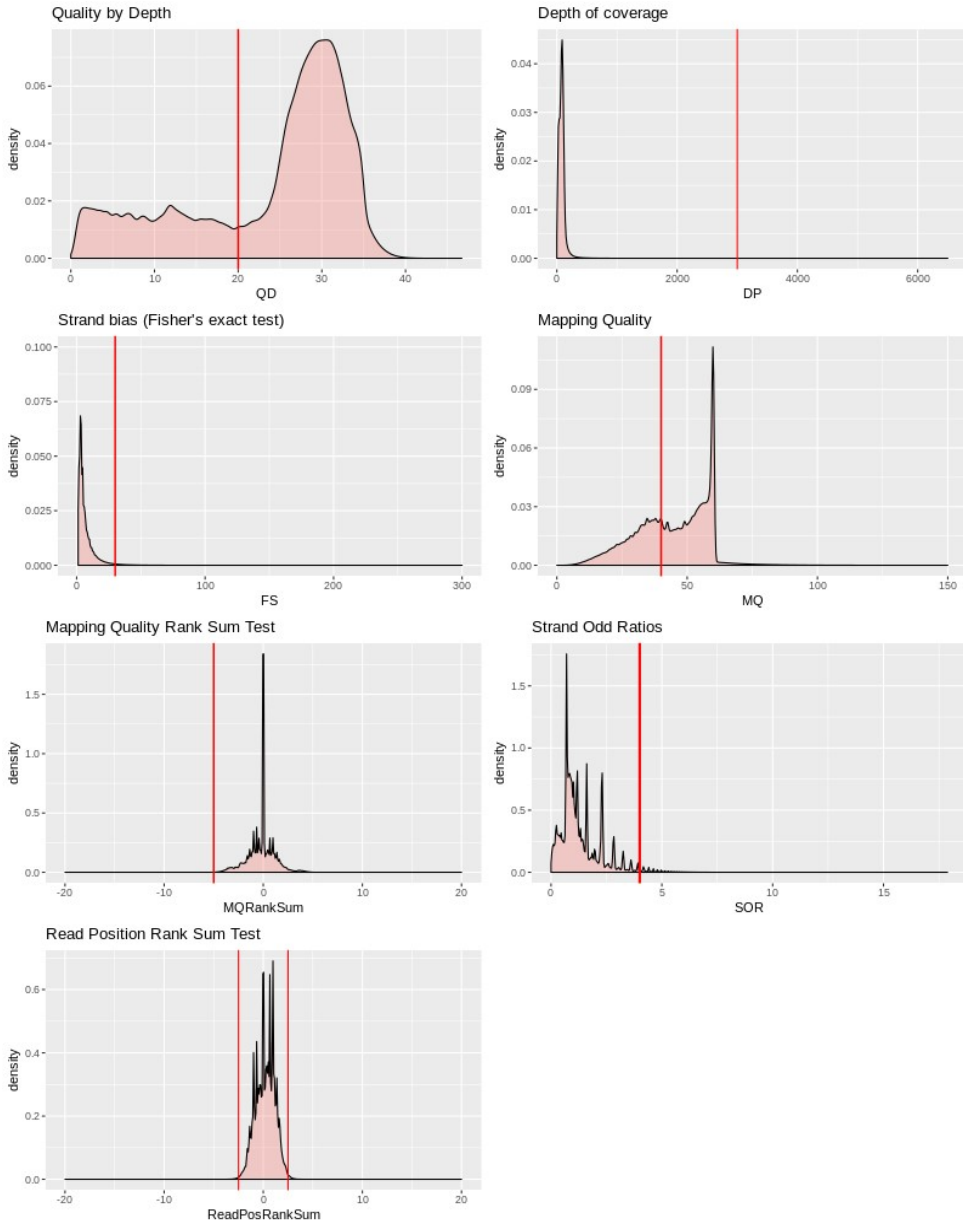 Quality by Depth
density
0.06
0.04
0.02
0.00
0 10 20 30 40
QD
Depth of coverage
density
0.04
0.03
0.02
0.01
0.00
0 2000 4000 6000
DP
Strand bias (Fisher's exact test)
density
0.100
0.075
0.050
0.025
0.000
0 100 200 300
FS
Mapping Quality
density
0.09
0.06
0.03
0.00
0 50 100 150
MQ
Mapping Quality Rank Sum Test
density
1.5
1.0
0.5
0.0
-20 -10 0 10 20
MQRankSum
Strand Odd Ratios
density
1.5
1.0
0.5
0.0
0 5 10 15
SOR
Read Position Rank Sum Test
density
0.6
0.4
0.2
0.0
-20 -10 0 10 20
ReadPosRankSum